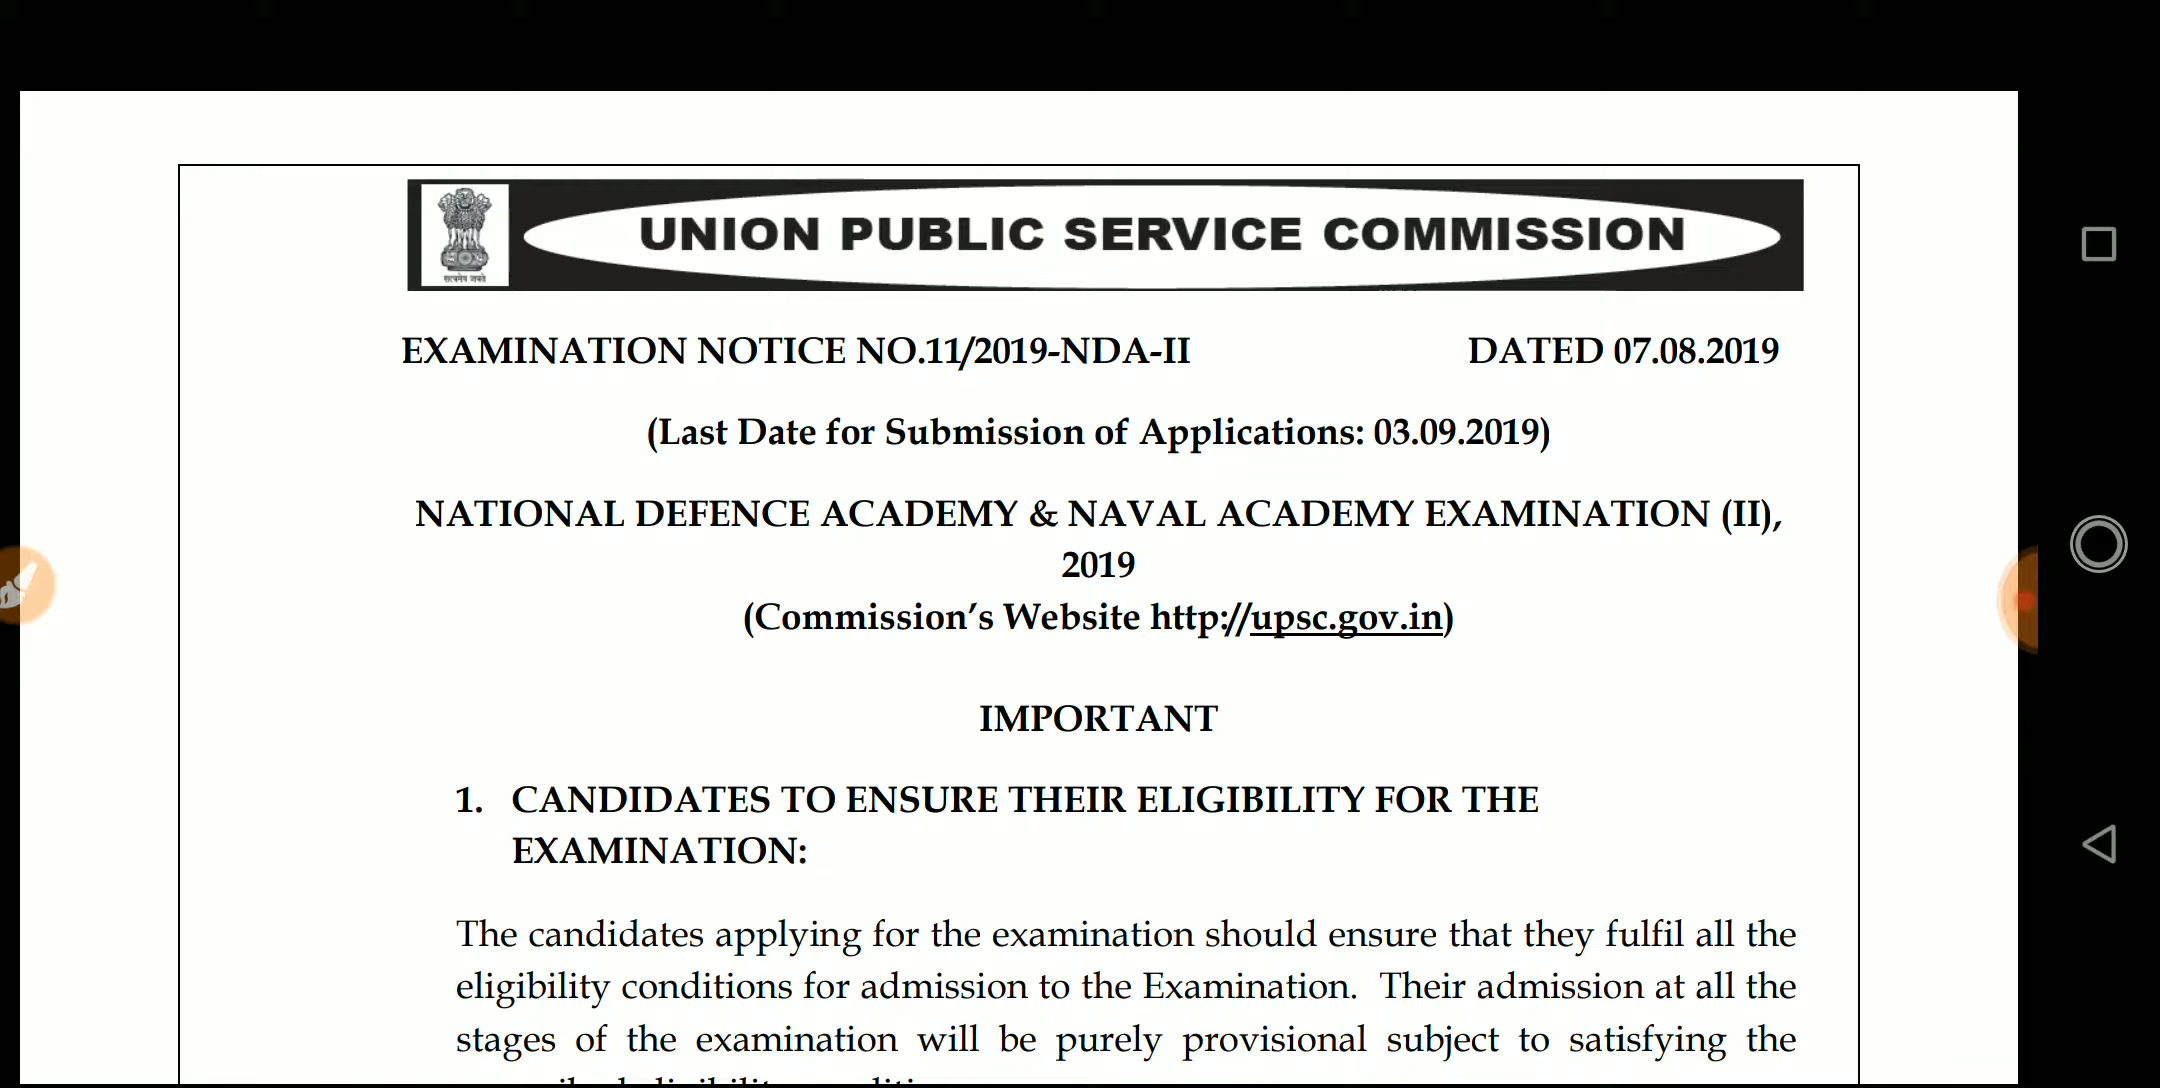 सत्यमेव जयते
UNION PUBLIC SERVICE COMMISSION
EXAMINATION NOTICE NO.11/2019-NDA-II DATED 07.08.2019
(Last Date for Submission of Applications: 03.09.2019)
NATIONAL DEFENCE ACADEMY & NAVAL ACADEMY EXAMINATION (II),
2019
(Commission’s Website http://upsc.gov.in)
IMPORTANT
1. CANDIDATES TO ENSURE THEIR ELIGIBILITY FOR THE
EXAMINATION:
The candidates applying for the examination should ensure that they fulfil all the
eligibility conditions for admission to the Examination. Their admission at all the
stages of the examination will be purely provisional subject to satisfying the